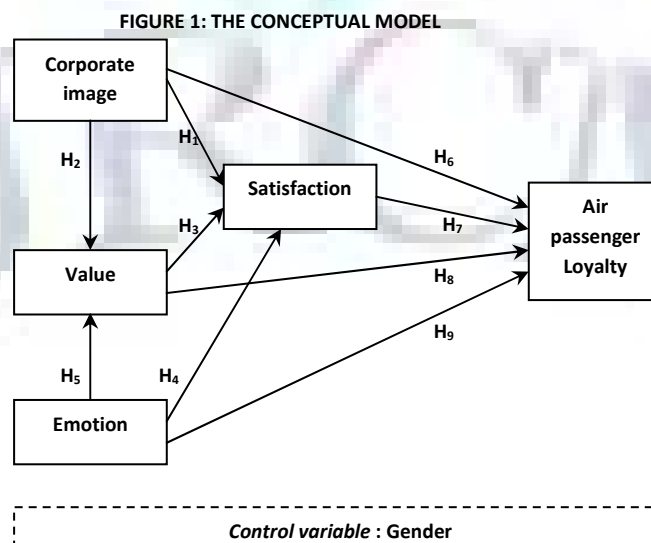 FIGURE 1: THE CONCEPTUAL MODEL
Corporate
image
H1
H2
H6
Satisfaction
Air
passenger
Loyalty
H3
H7
Value
H8
H9
H5
H4
Emotion
Control variable : Gender